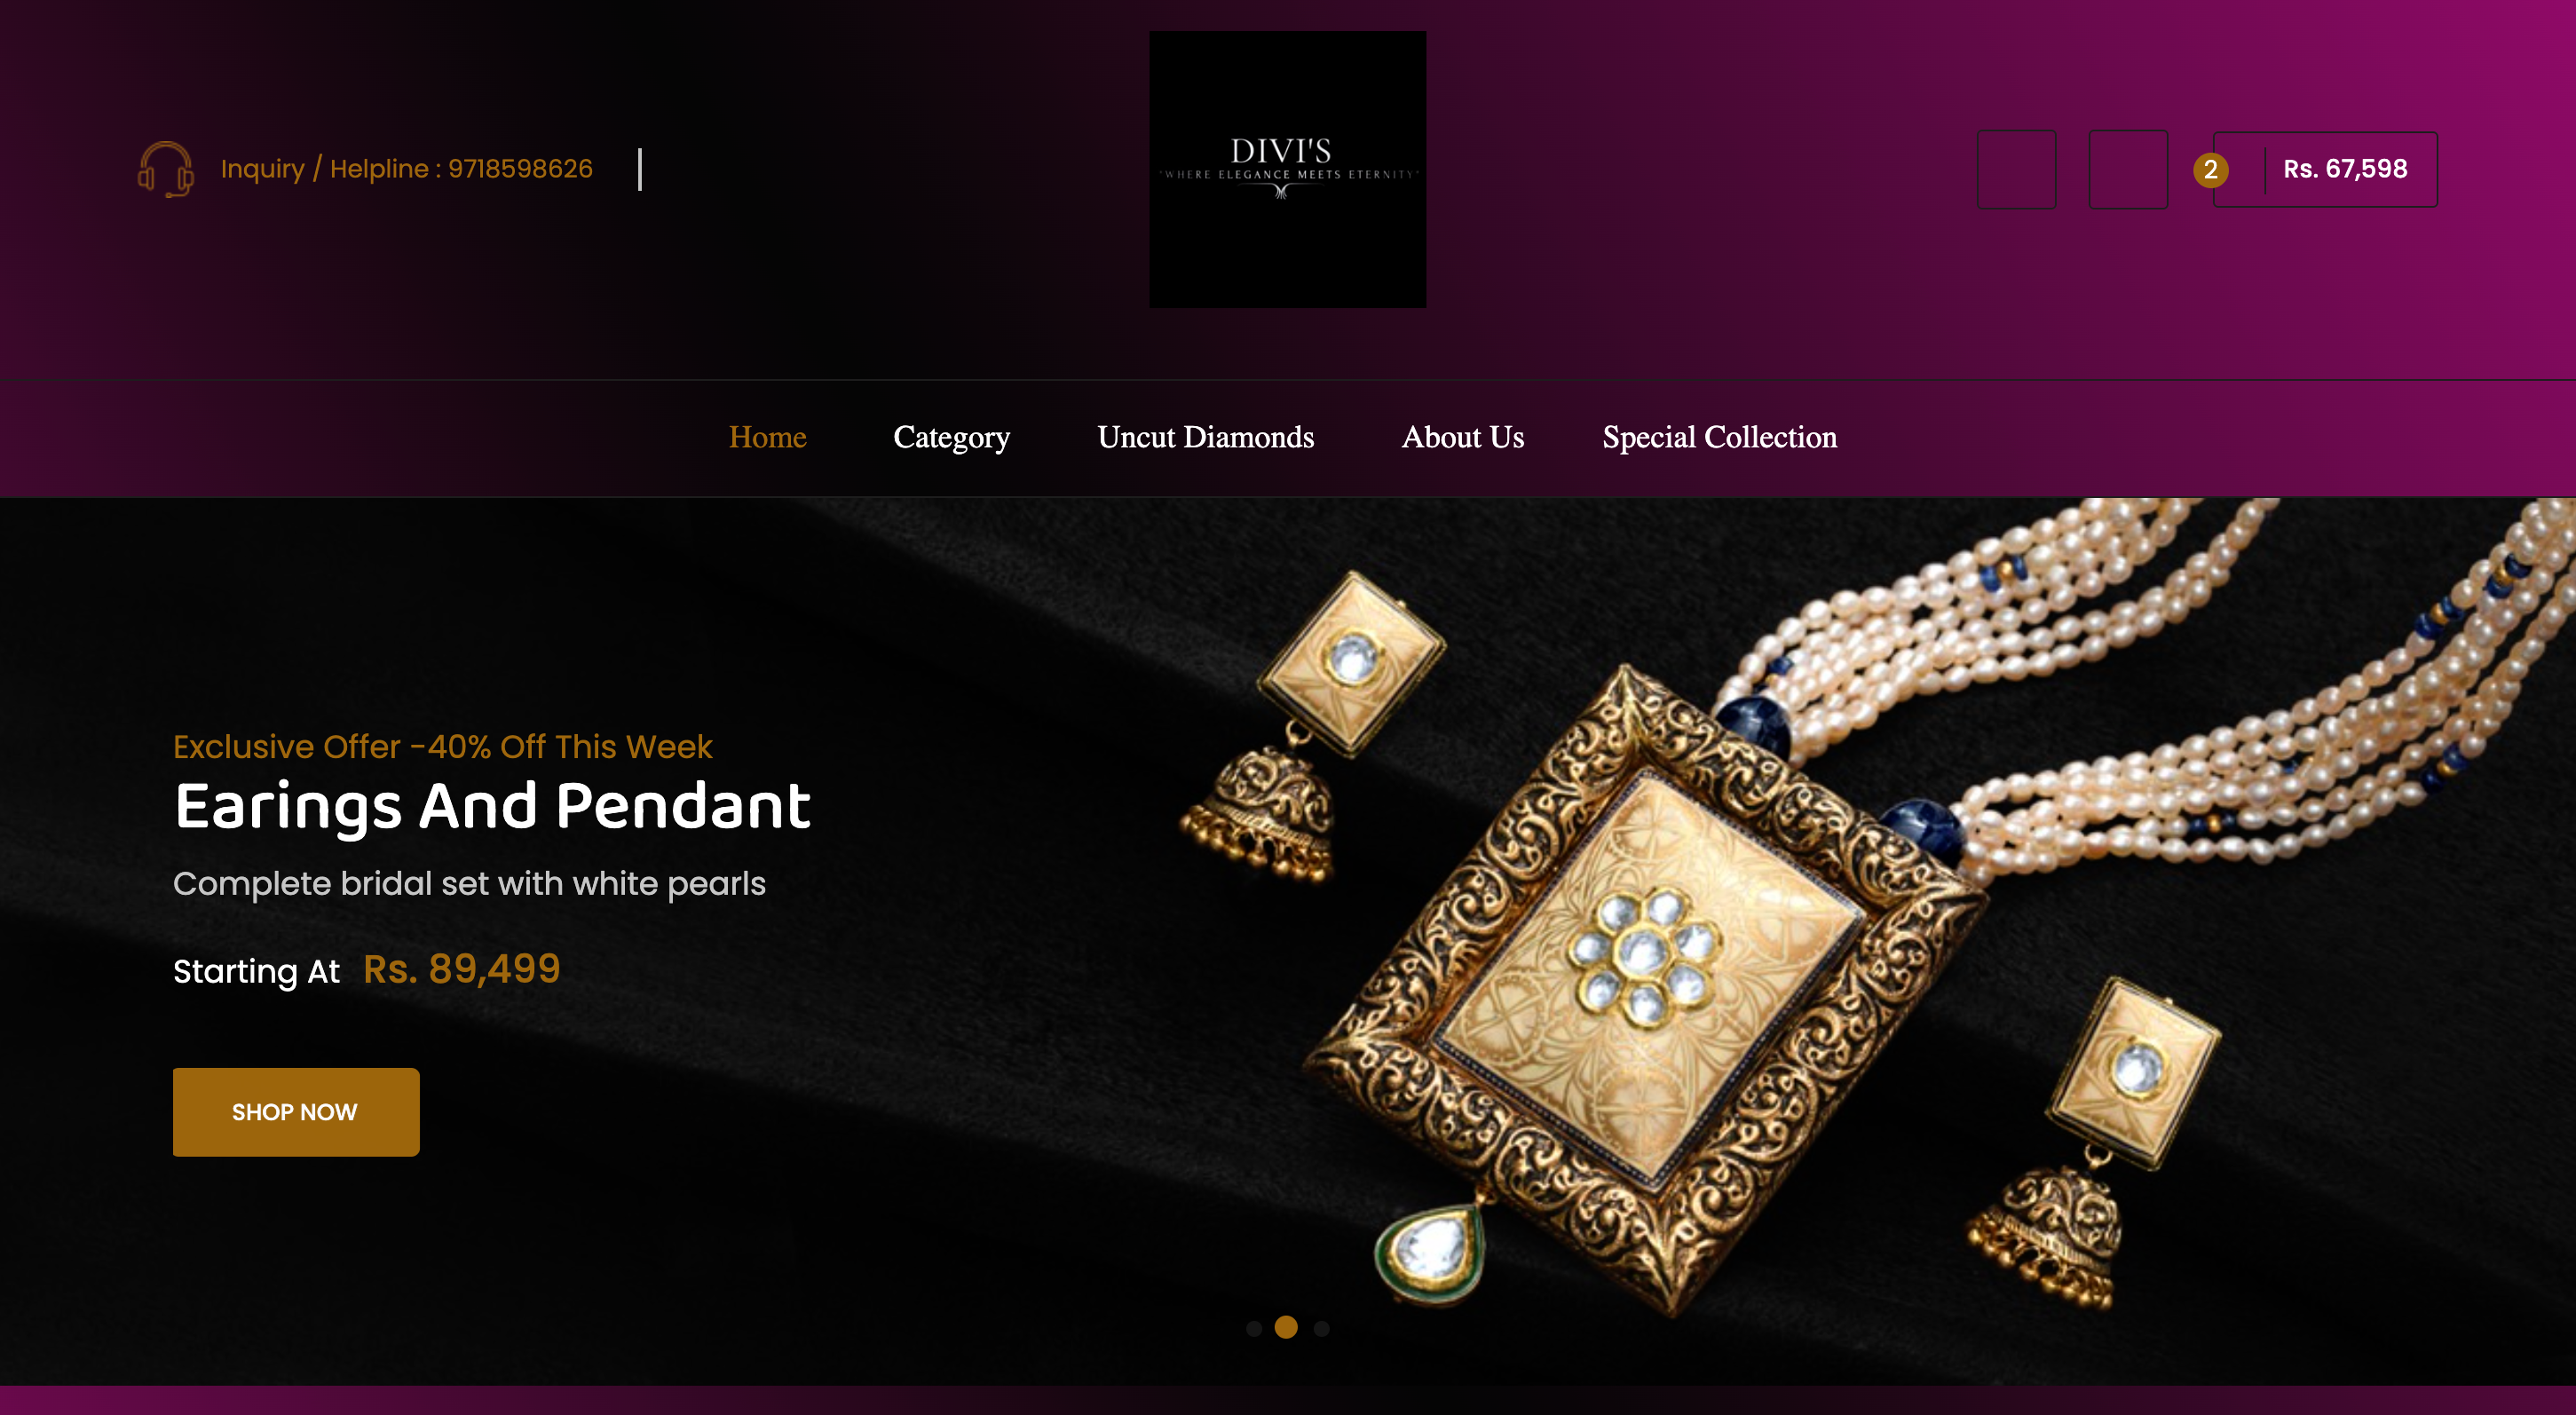 Inquiry / Helpline : 9718598626
DIVI'S
"WHERE ELEGANCE MEETS ETERNITY"
2
Rs. 67,598
Home
Category
Uncut Diamonds
About Us
Special Collection
Exclusive Offer -40% Off This Week
Earings And Pendant
Complete bridal set with white pearls
Starting At Rs. 89,499
SHOP NOW